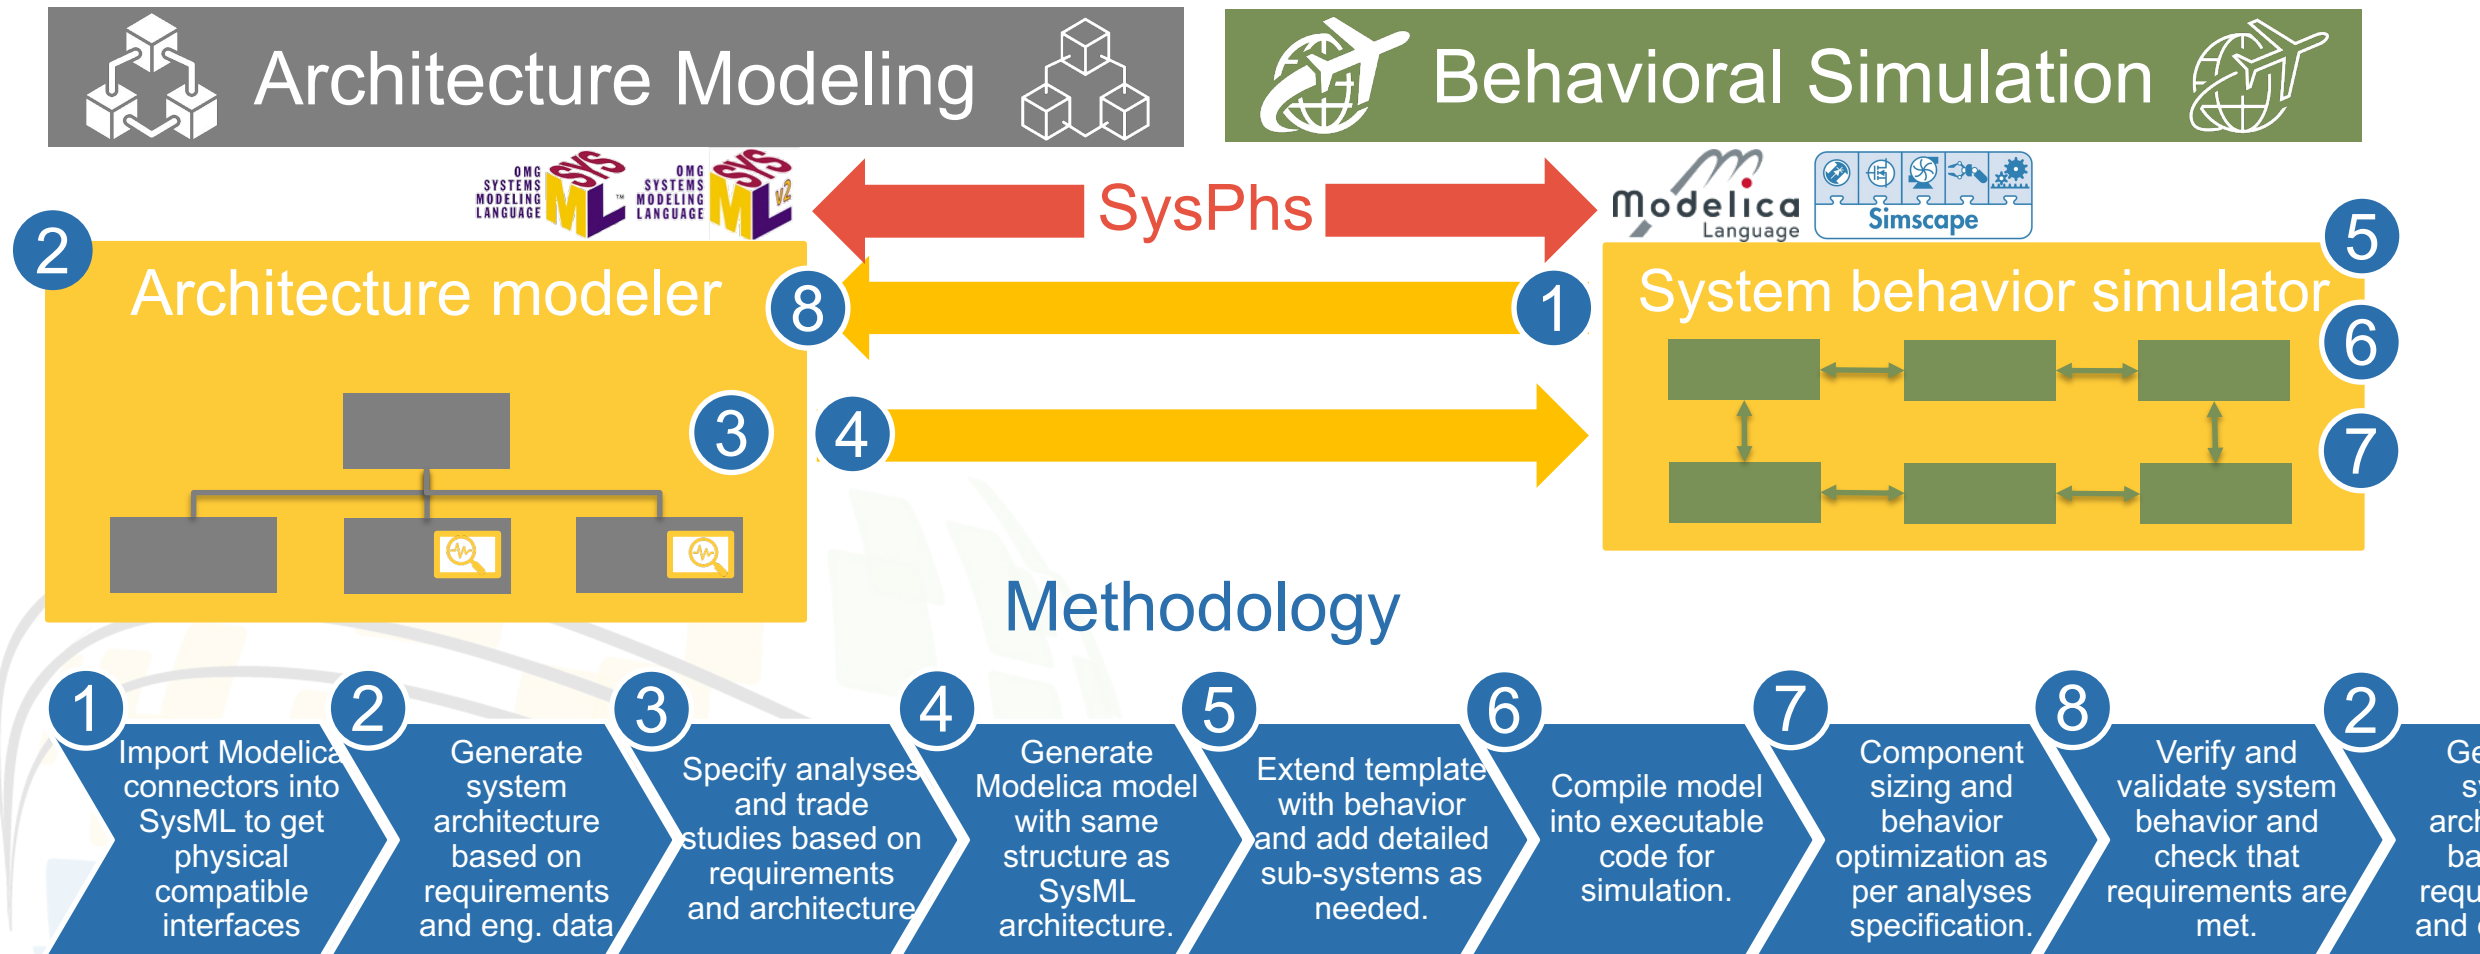 Architecture Modeling
Behavioral Simulation
OMG
SYSTEMS
MODELING
LANGUAGE
SYS
ML
™
OMG
SYSTEMS
MODELING
LANGUAGE
SYS
ML
v2
SysPhs
Modelica
Language
Simscape
2
Architecture modeler
8
1
3
4
System behavior simulator
5
6
7
Methodology
1
Import Modelica
connectors into
SysML to get
physical
compatible
interfaces
2
Generate
system
architecture
based on
requirements
and eng. data
3
Specify analyses
and trade
studies based on
requirements
and architecture
4
Generate
Modelica model
with same
structure as
SysML
architecture.
5
Extend template
with behavior
and add detailed
sub-systems as
needed.
6
Compile model
into executable
code for
simulation.
7
Component
sizing and
behavior
optimization as
per analyses
specification.
8
Verify and
validate system
behavior and
check that
requirements are
met.
2
and